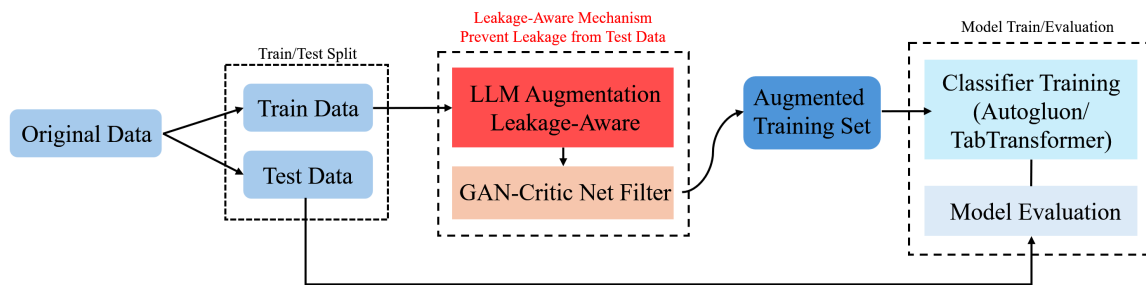 Original Data
Train/Test Split
Train Data
Test Data
Leakage-Aware Mechanism
Prevent Leakage from Test Data
LLM Augmentation
Leakage-Aware
GAN-Critic Net Filter
Augmented
Training Set
Model Train/Evaluation
Classifier Training
(Autogluon/
TabTransformer)
Model Evaluation